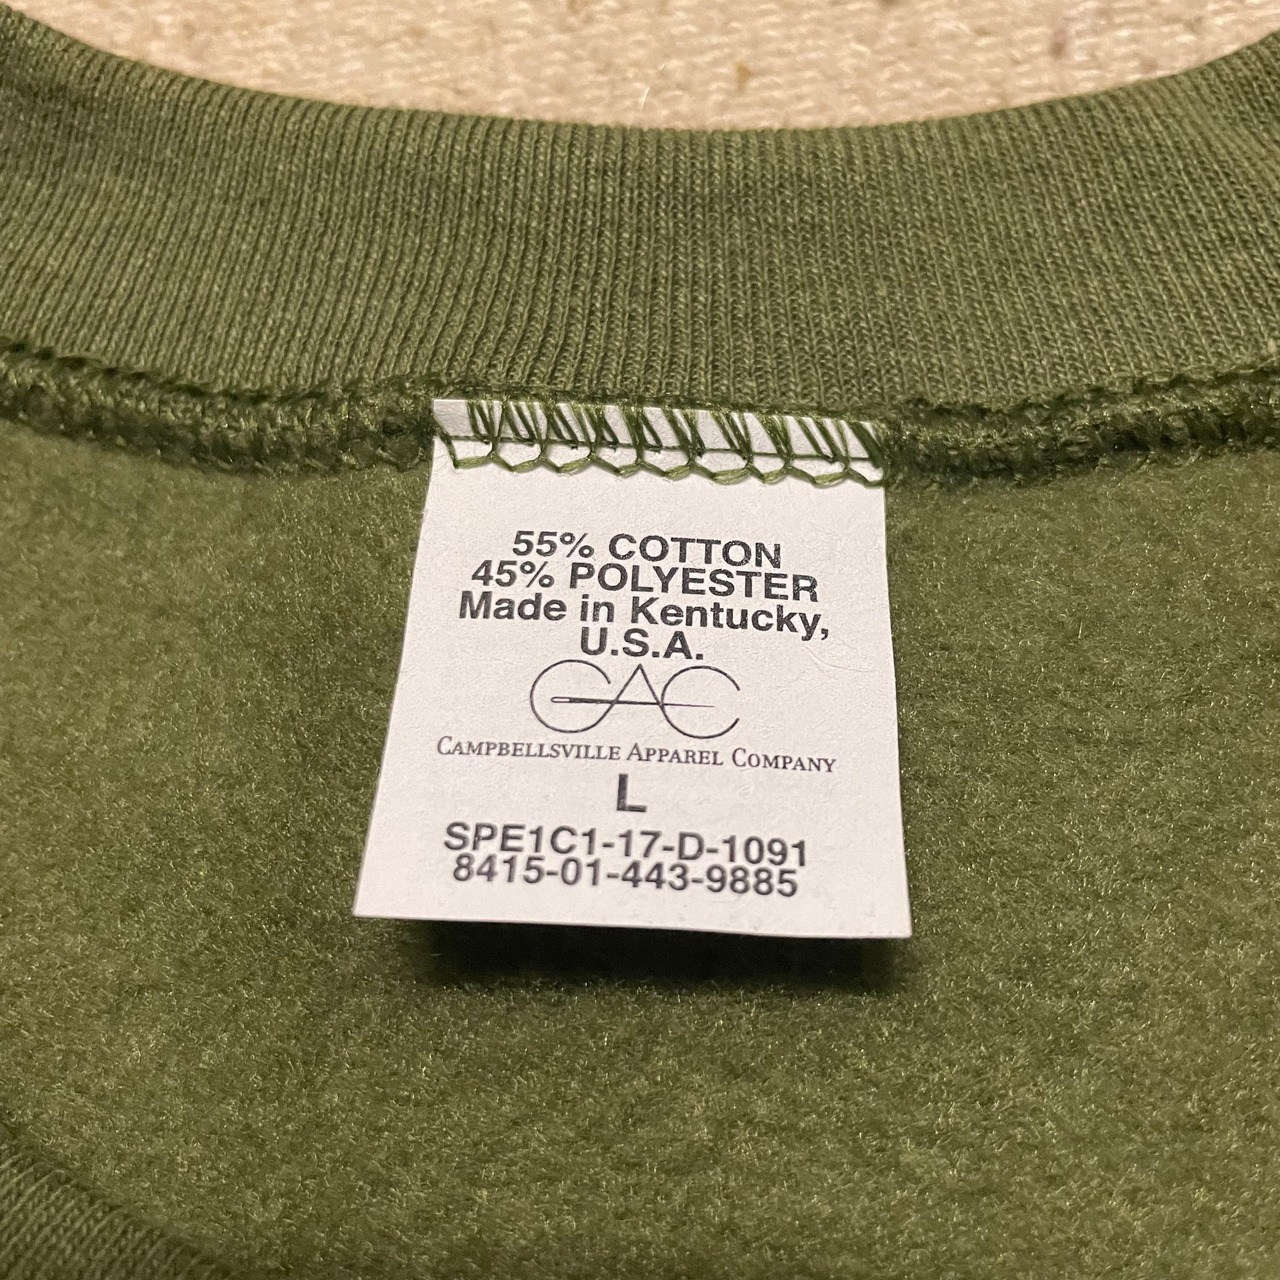 55% COTTON
45% POLYESTER
Made in Kentucky,
U.S.A.
CAC
CAMPBELLSVILLE APPAREL COMPANY
L
SPE1C1-17-D-1091
8415-01-443-9885